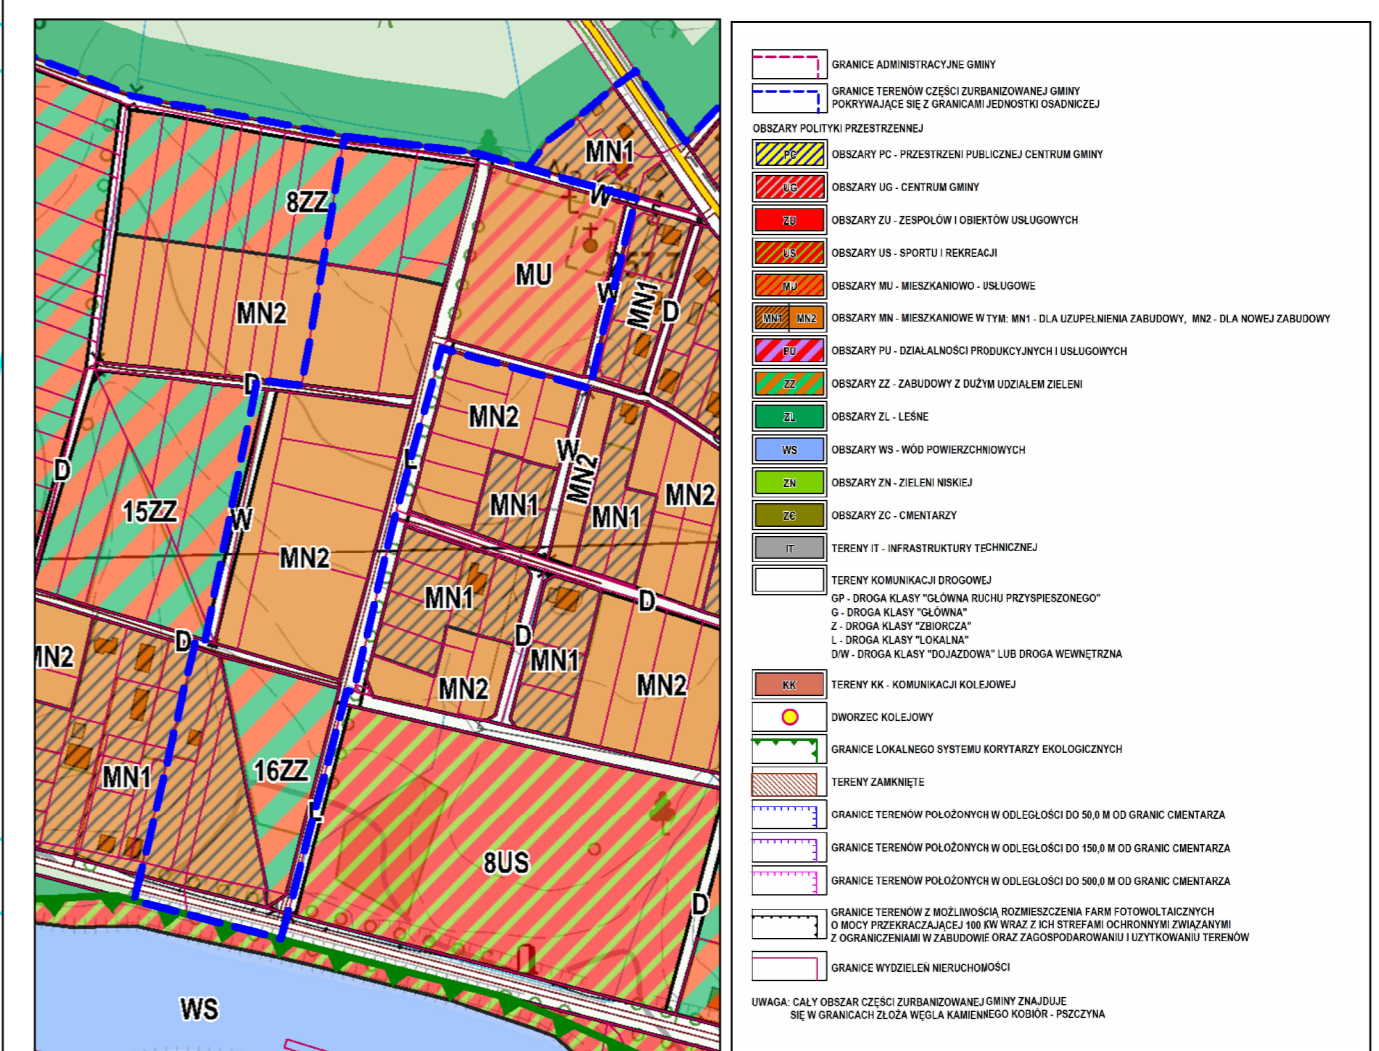 MN1
W
8ZZ
MU
W
MN1
D
MN2
D
MN2
W
MN2
L
MN2
D
15ZZ
W
MN1
MN1
MN2
MN1
D
D
MN1
MN2
D
MN2
MN2
MN1
16ZZ
L
8US
D
WS
GRANICE ADMINISTRACYJNE GMINY
GRANICE TERENÓW CZĘŚCI ZURBANIZOWANEJ GMINY
POKRYWAJĄCE SIĘ Z GRANICAMI JEDNOSTKI OSADNICZEJ
OBSZARY POLITYKI PRZESTRZENNEJ
PC OBSZARY PC - PRZESTRZENI PUBLICZNEJ CENTRUM GMINY
UG OBSZARY UG - CENTRUM GMINY
ZU OBSZARY ZU - ZESPOŁÓW I OBIEKTÓW USŁUGOWYCH
US OBSZARY US - SPORTU I REKREACJI
MU OBSZARY MU - MIESZKANIOWO - USŁUGOWE
MN1 MN2 OBSZARY MN - MIESZKANIOWE W TYM: MN1 - DLA UZUPEŁNIENIA ZABUDOWY, MN2 - DLA NOWEJ ZABUDOWY
PU OBSZARY PU - DZIAŁALNOŚCI PRODUKCYJNYCH I USŁUGOWYCH
ZZ OBSZARY ZZ - ZABUDOWY Z DUŻYM UDZIAŁEM ZIELENI
ZL OBSZARY ZL - LEŚNE
WS OBSZARY WS - WÓD POWIERZCHNIOWYCH
ZN OBSZARY ZN - ZIELENI NISKIEJ
ZC OBSZARY ZC - CMENTARZY
IT TERENY IT - INFRASTRUKTURY TECHNICZNEJ
TERENY KOMUNIKACJI DROGOWEJ
GP - DROGA KLASY "GŁÓWNA RUCHU PRZYSPIESZONEGO"
G - DROGA KLASY "GŁÓWNA"
Z - DROGA KLASY "ZBIORCZA"
L - DROGA KLASY "LOKALNA"
D/W - DROGA KLASY "DOJAZDOWA" LUB DROGA WEWNĘTRZNA
KK TERENY KK - KOMUNIKACJI KOLEJOWEJ
DWORZEC KOLEJOWY
GRANICE LOKALNEGO SYSTEMU KORYTARZY EKOLOGICZNYCH
TERENY ZAMKNIĘTE
GRANICE TERENÓW POŁOŻONYCH W ODLEGŁOŚCI DO 50,0 M OD GRANIC CMENTARZA
GRANICE TERENÓW POŁOŻONYCH W ODLEGŁOŚCI DO 150,0 M OD GRANIC CMENTARZA
GRANICE TERENÓW POŁOŻONYCH W ODLEGŁOŚCI DO 500,0 M OD GRANIC CMENTARZA
GRANICE TERENÓW Z MOŻLIWOŚCIĄ ROZMIESZCZENIA FARM FOTOWOLTAICZNYCH
O MOCY PRZEKRACZAJĄCEJ 100 KW WRAZ Z ICH STREFAMI OCHRONNYMI ZWIĄZANYMI
Z OGRANICZENIAMI W ZABUDOWIE ORAZ ZAGOSPODAROWANIU I UŻYTKOWANIU TERENÓW
GRANICE WYDZIELEŃ NIERUCHOMOŚCI
UWAGA: CAŁY OBSZAR CZĘŚCI ZURBANIZOWANEJ GMINY ZNAJDUJE
SIĘ W GRANICACH ZŁOŻA WĘGLA KAMIENNEGO KOBIÓR - PSZCZYNA